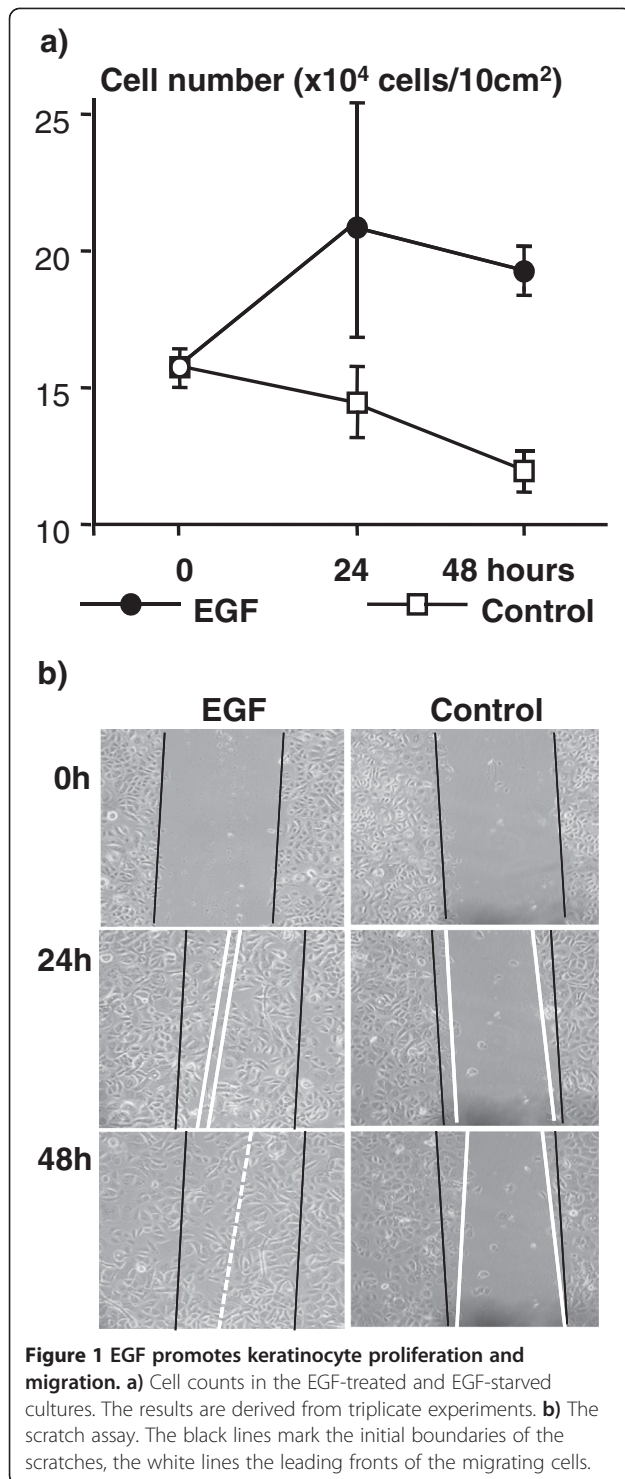 a)
Cell number (x10⁴ cells/10cm²)
25
20
15
10
0 24 48 hours
EGF Control
b)
EGF Control
0h
24h
48h
Figure 1 EGF promotes keratinocyte proliferation and
migration. a) Cell counts in the EGF-treated and EGF-starved
cultures. The results are derived from triplicate experiments. b) The
scratch assay. The black lines mark the initial boundaries of the
scratches, the white lines the leading fronts of the migrating cells.